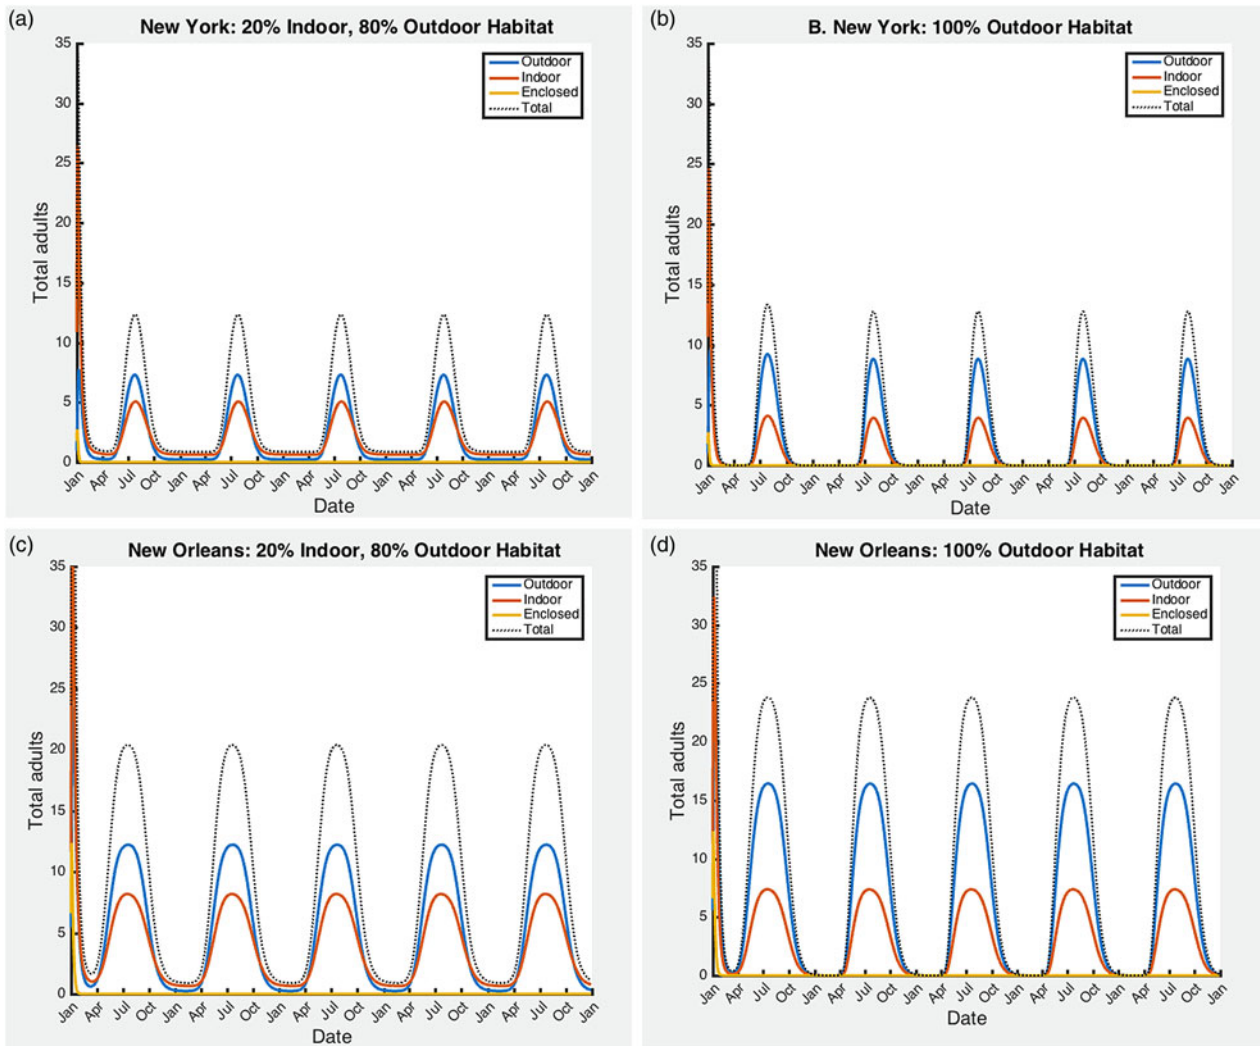 (a)
New York: 20% Indoor, 80% Outdoor Habitat
35
30
25
20
15
10
5
0
Total adults
Outdoor
Indoor
Enclosed
Total
Jan Apr Jul Oct Jan Apr Jul Oct Jan Apr Jul Oct Jan Apr Jul Oct Jan Apr Jul Oct Jan
Date
(b)
B. New York: 100% Outdoor Habitat
35
30
25
20
15
10
5
0
Total adults
Outdoor
Indoor
Enclosed
Total
Jan Apr Jul Oct Jan Apr Jul Oct Jan Apr Jul Oct Jan Apr Jul Oct Jan Apr Jul Oct Jan
Date
(c)
New Orleans: 20% Indoor, 80% Outdoor Habitat
35
30
25
20
15
10
5
0
Total adults
Outdoor
Indoor
Enclosed
Total
Jan Apr Jul Oct Jan Apr Jul Oct Jan Apr Jul Oct Jan Apr Jul Oct Jan Apr Jul Oct Jan
Date
(d)
New Orleans: 100% Outdoor Habitat
35
30
25
20
15
10
5
0
Total adults
Outdoor
Indoor
Enclosed
Total
Jan Apr Jul Oct Jan Apr Jul Oct Jan Apr Jul Oct Jan Apr Jul Oct Jan Apr Jul Oct Jan
Date